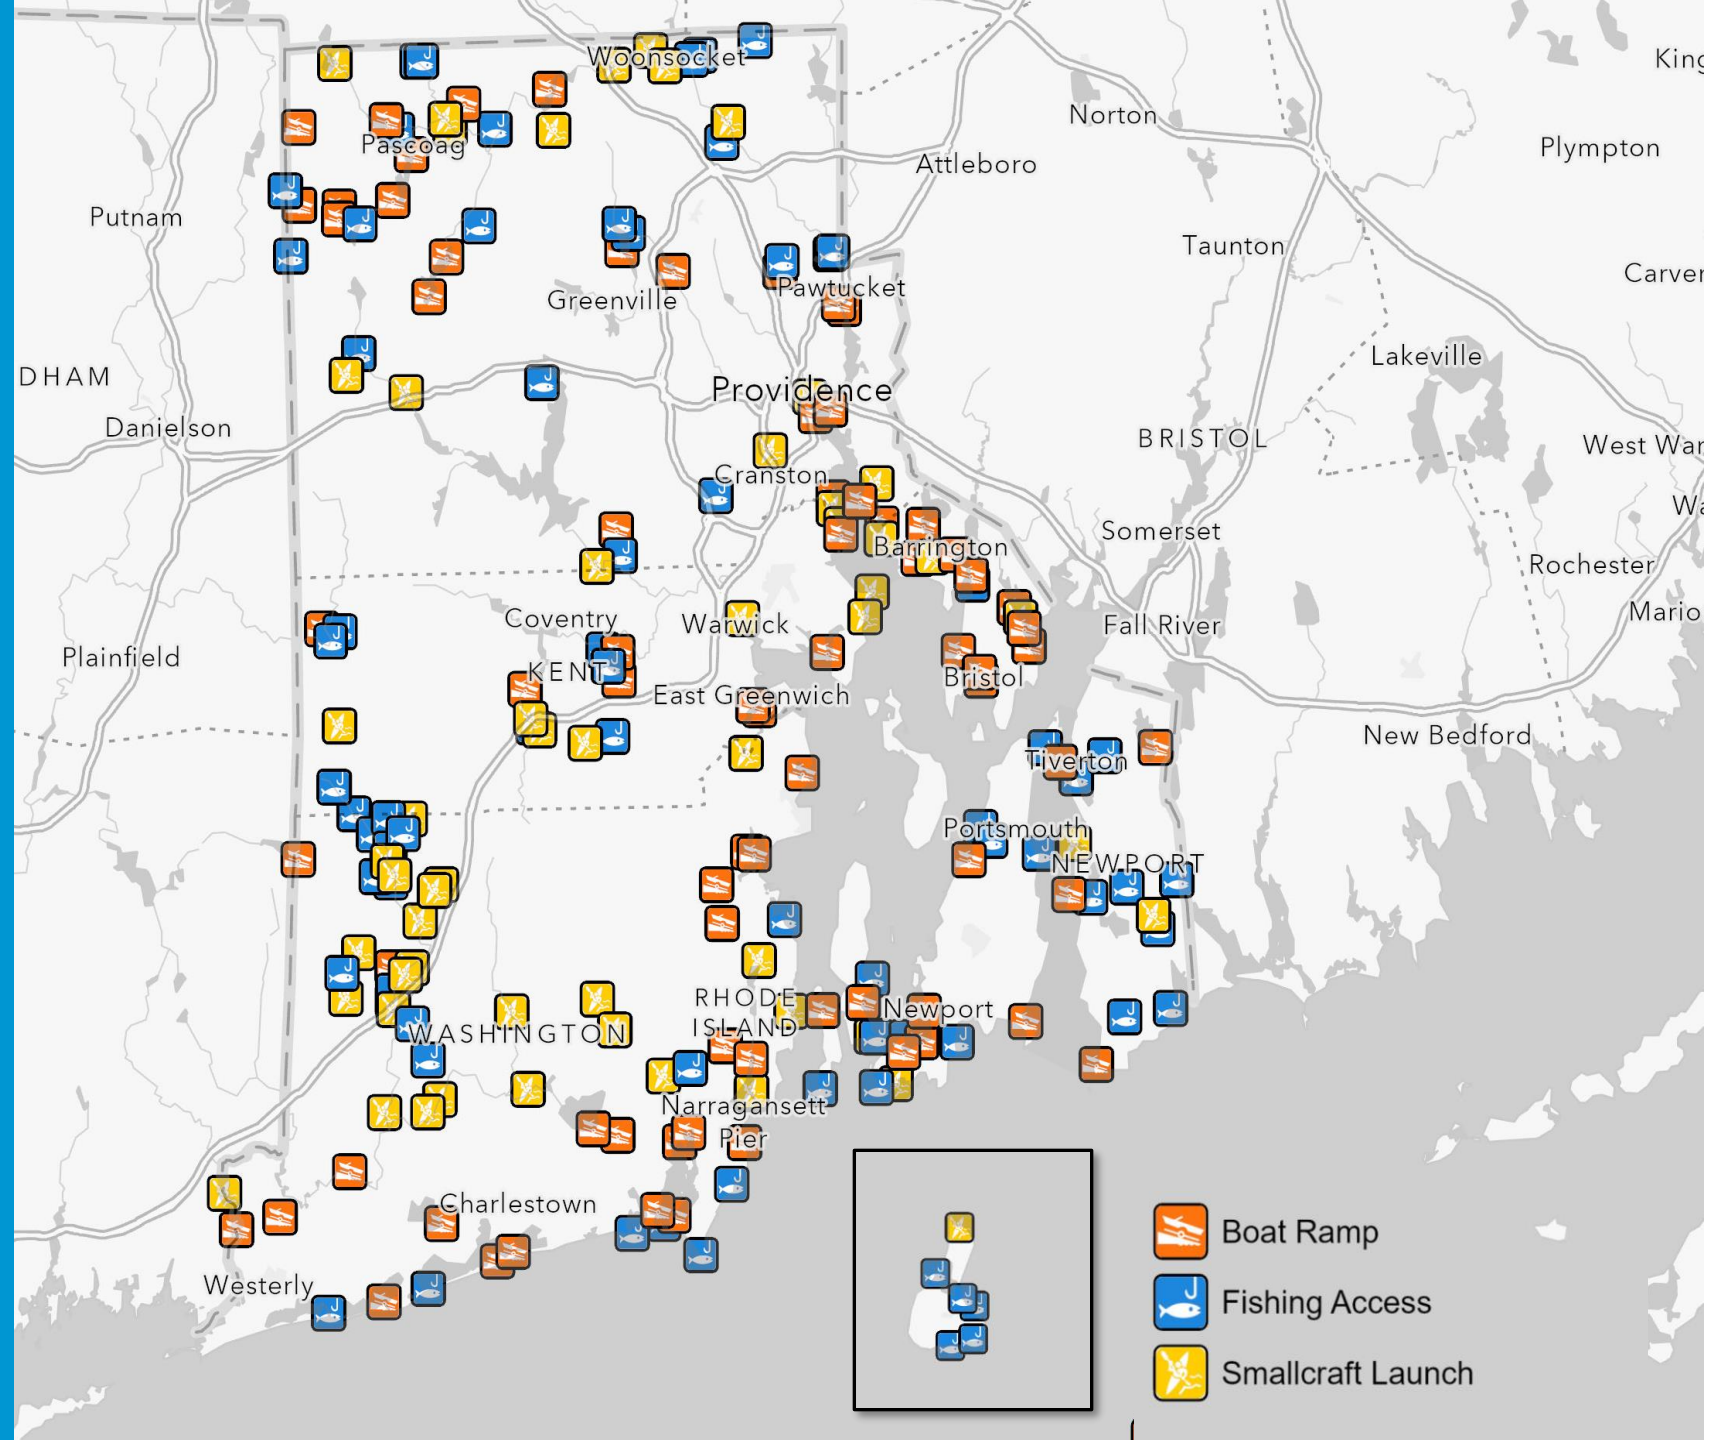 Woonsocket
King
Norton
Plympton
Pascoag
Attleboro
Putnam
Taunton
Carver
Pawtucket
Greenville
Lakeville
DHAM
Providence
Danielson
BRISTOL
West War
Cranston
Wa
Somerset
Barrington
Rochester
Coventry
Warwick
Fall River
Mario
Plainfield
KENT
Bristol
East Greenwich
New Bedford
Tiverton
Portsmouth
NEWPORT
RHODE
ISLAND
Newport
WASHINGTON
Narragansett
Pier
Charlestown
Westerly
Boat Ramp
Fishing Access
Smallcraft Launch